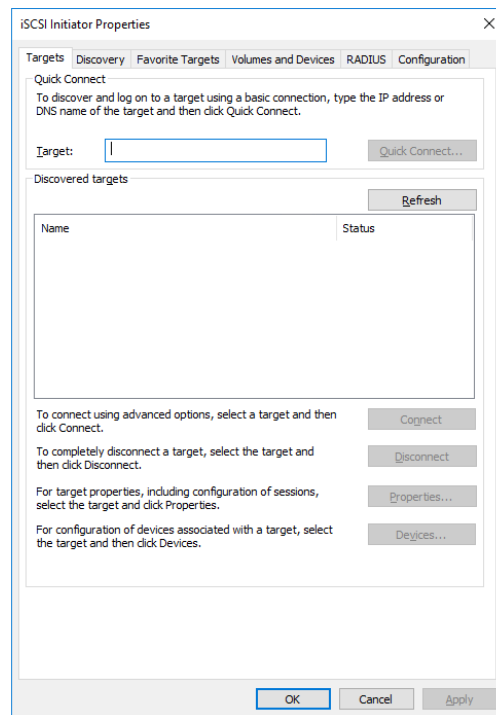 iSCSI Initiator Properties
Targets Discovery Favorite Targets Volumes and Devices RADIUS Configuration
Quick Connect
To discover and log on to a target using a basic connection, type the IP address or
DNS name of the target and then click Quick Connect.
Target:
Quick Connect...
Discovered targets
Refresh
Name Status
To connect using advanced options, select a target and then
click Connect.
Connect
To completely disconnect a target, select the target and
then click Disconnect.
Disconnect
For target properties, including configuration of sessions,
select the target and click Properties.
Properties...
For configuration of devices associated with a target, select
the target and then click Devices.
Devices...
OK Cancel Apply